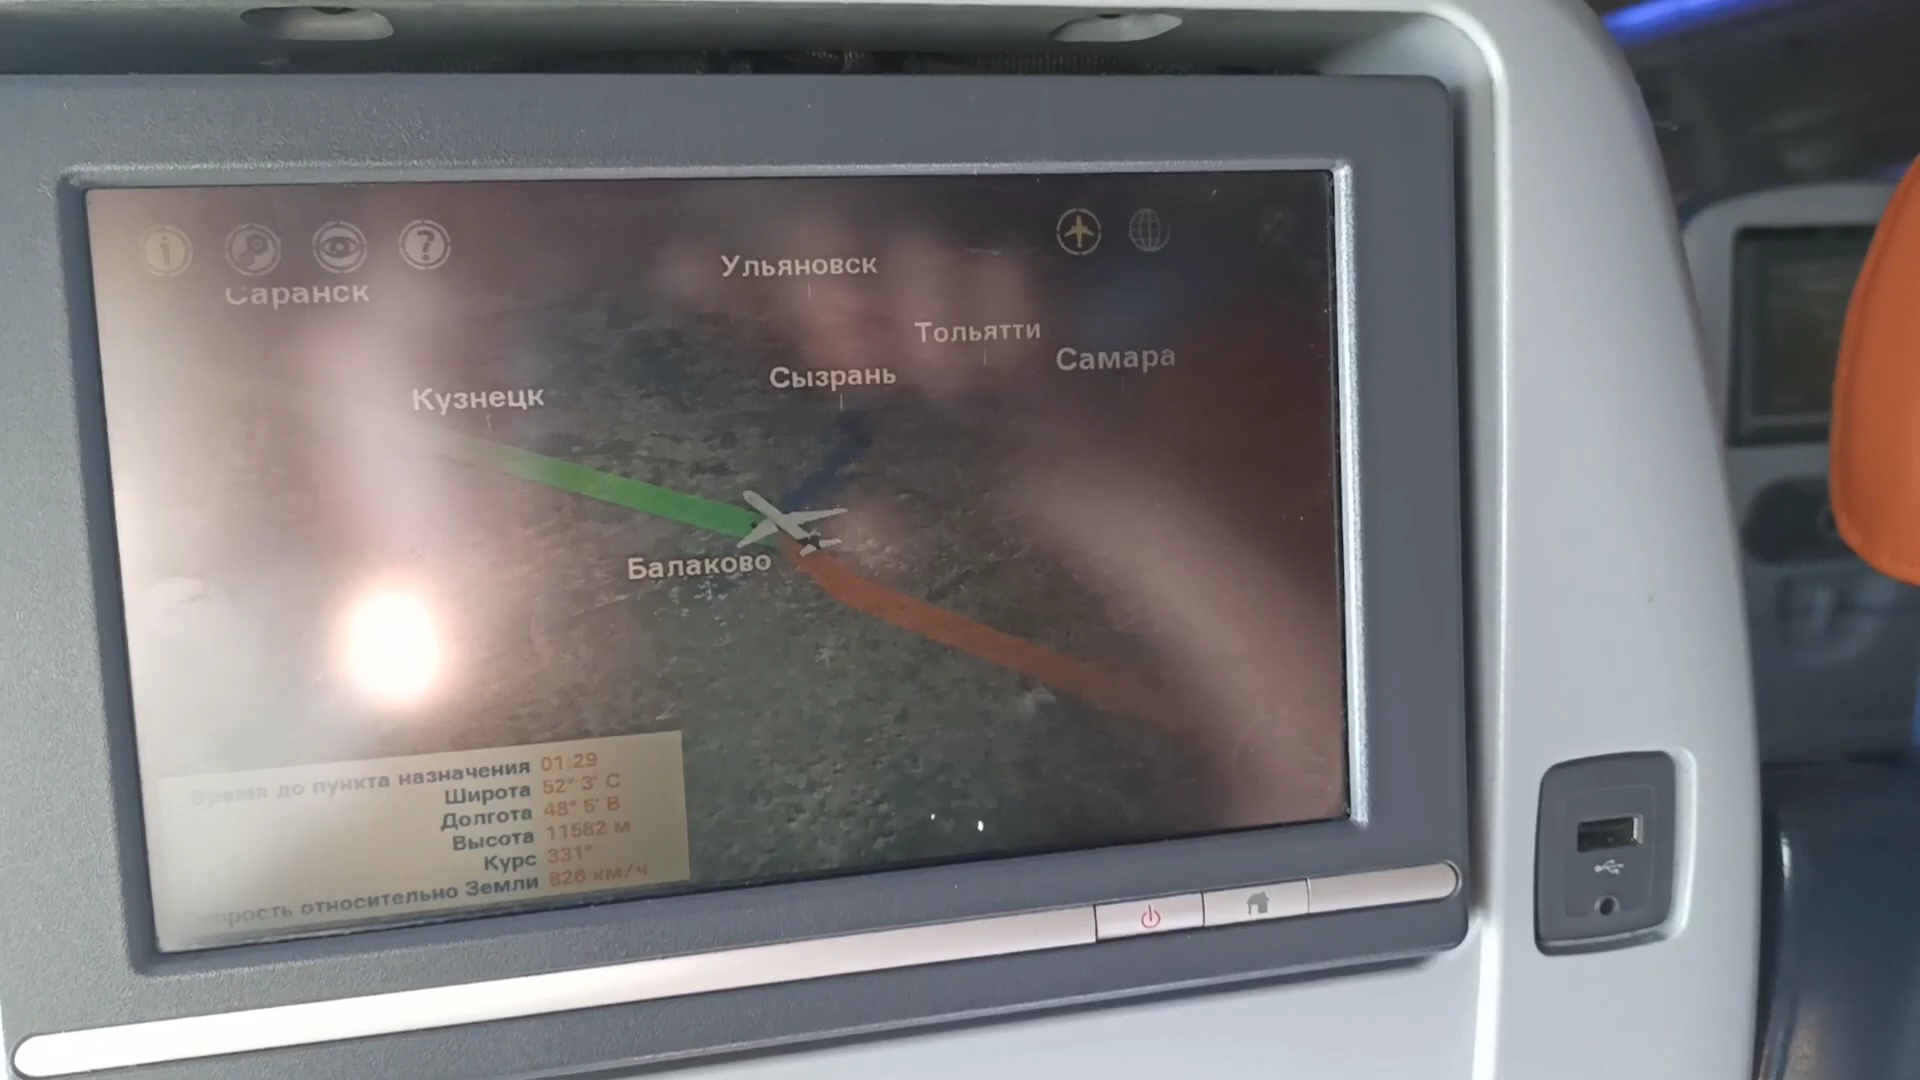 Саранск
Ульяновск
Тольятти
Самара
Сызрань
Кузнецк
Балаково
Время до пункта назначения 01:29
Широта 52° 3' С
Долгота 48° 5' В
Высота 11582 м
Курс 331°
Скорость относительно Земли 826 км/ч